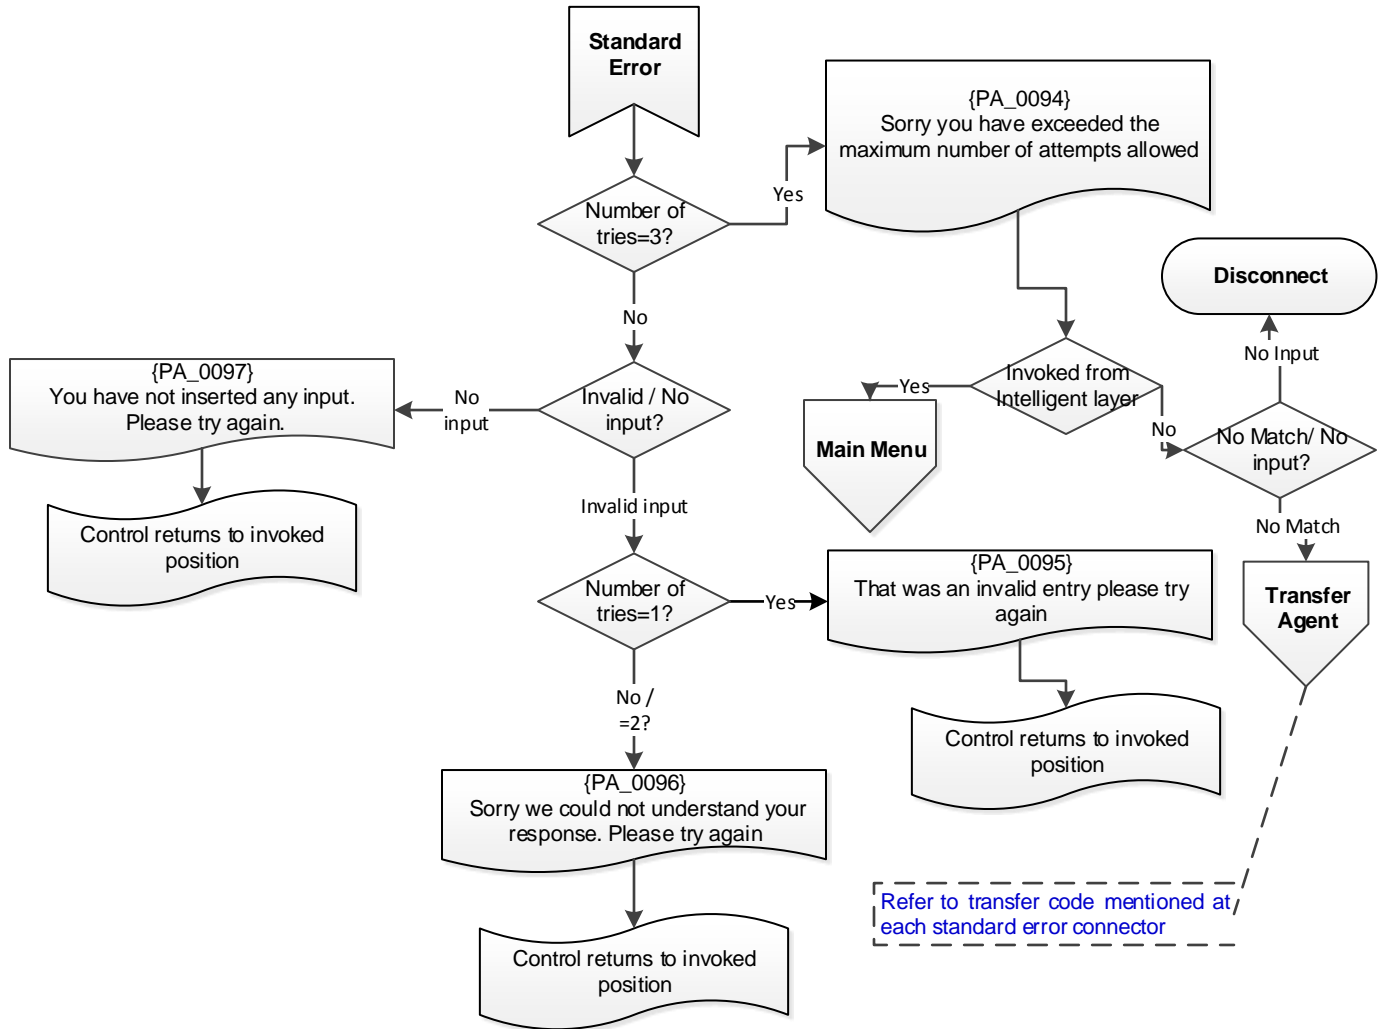 Standard
Error
{PA_0094}
Sorry you have exceeded the
maximum number of attempts allowed
Yes
Number of
tries=3?
Disconnect
No
No Input
{PA_0097}
You have not inserted any input.
Please try again.
No
input
Invalid / No
input?
Yes
Invoked from
Intelligent layer
No
Main Menu
No Match/ No
input?
Invalid input
Control returns to invoked
position
No Match
Number of
tries=1?
Yes
{PA_0095}
That was an invalid entry please try
again
Transfer
Agent
No /
=2?
Control returns to invoked
position
{PA_0096}
Sorry we could not understand your
response. Please try again
Refer to transfer code mentioned at
each standard error connector
Control returns to invoked
position